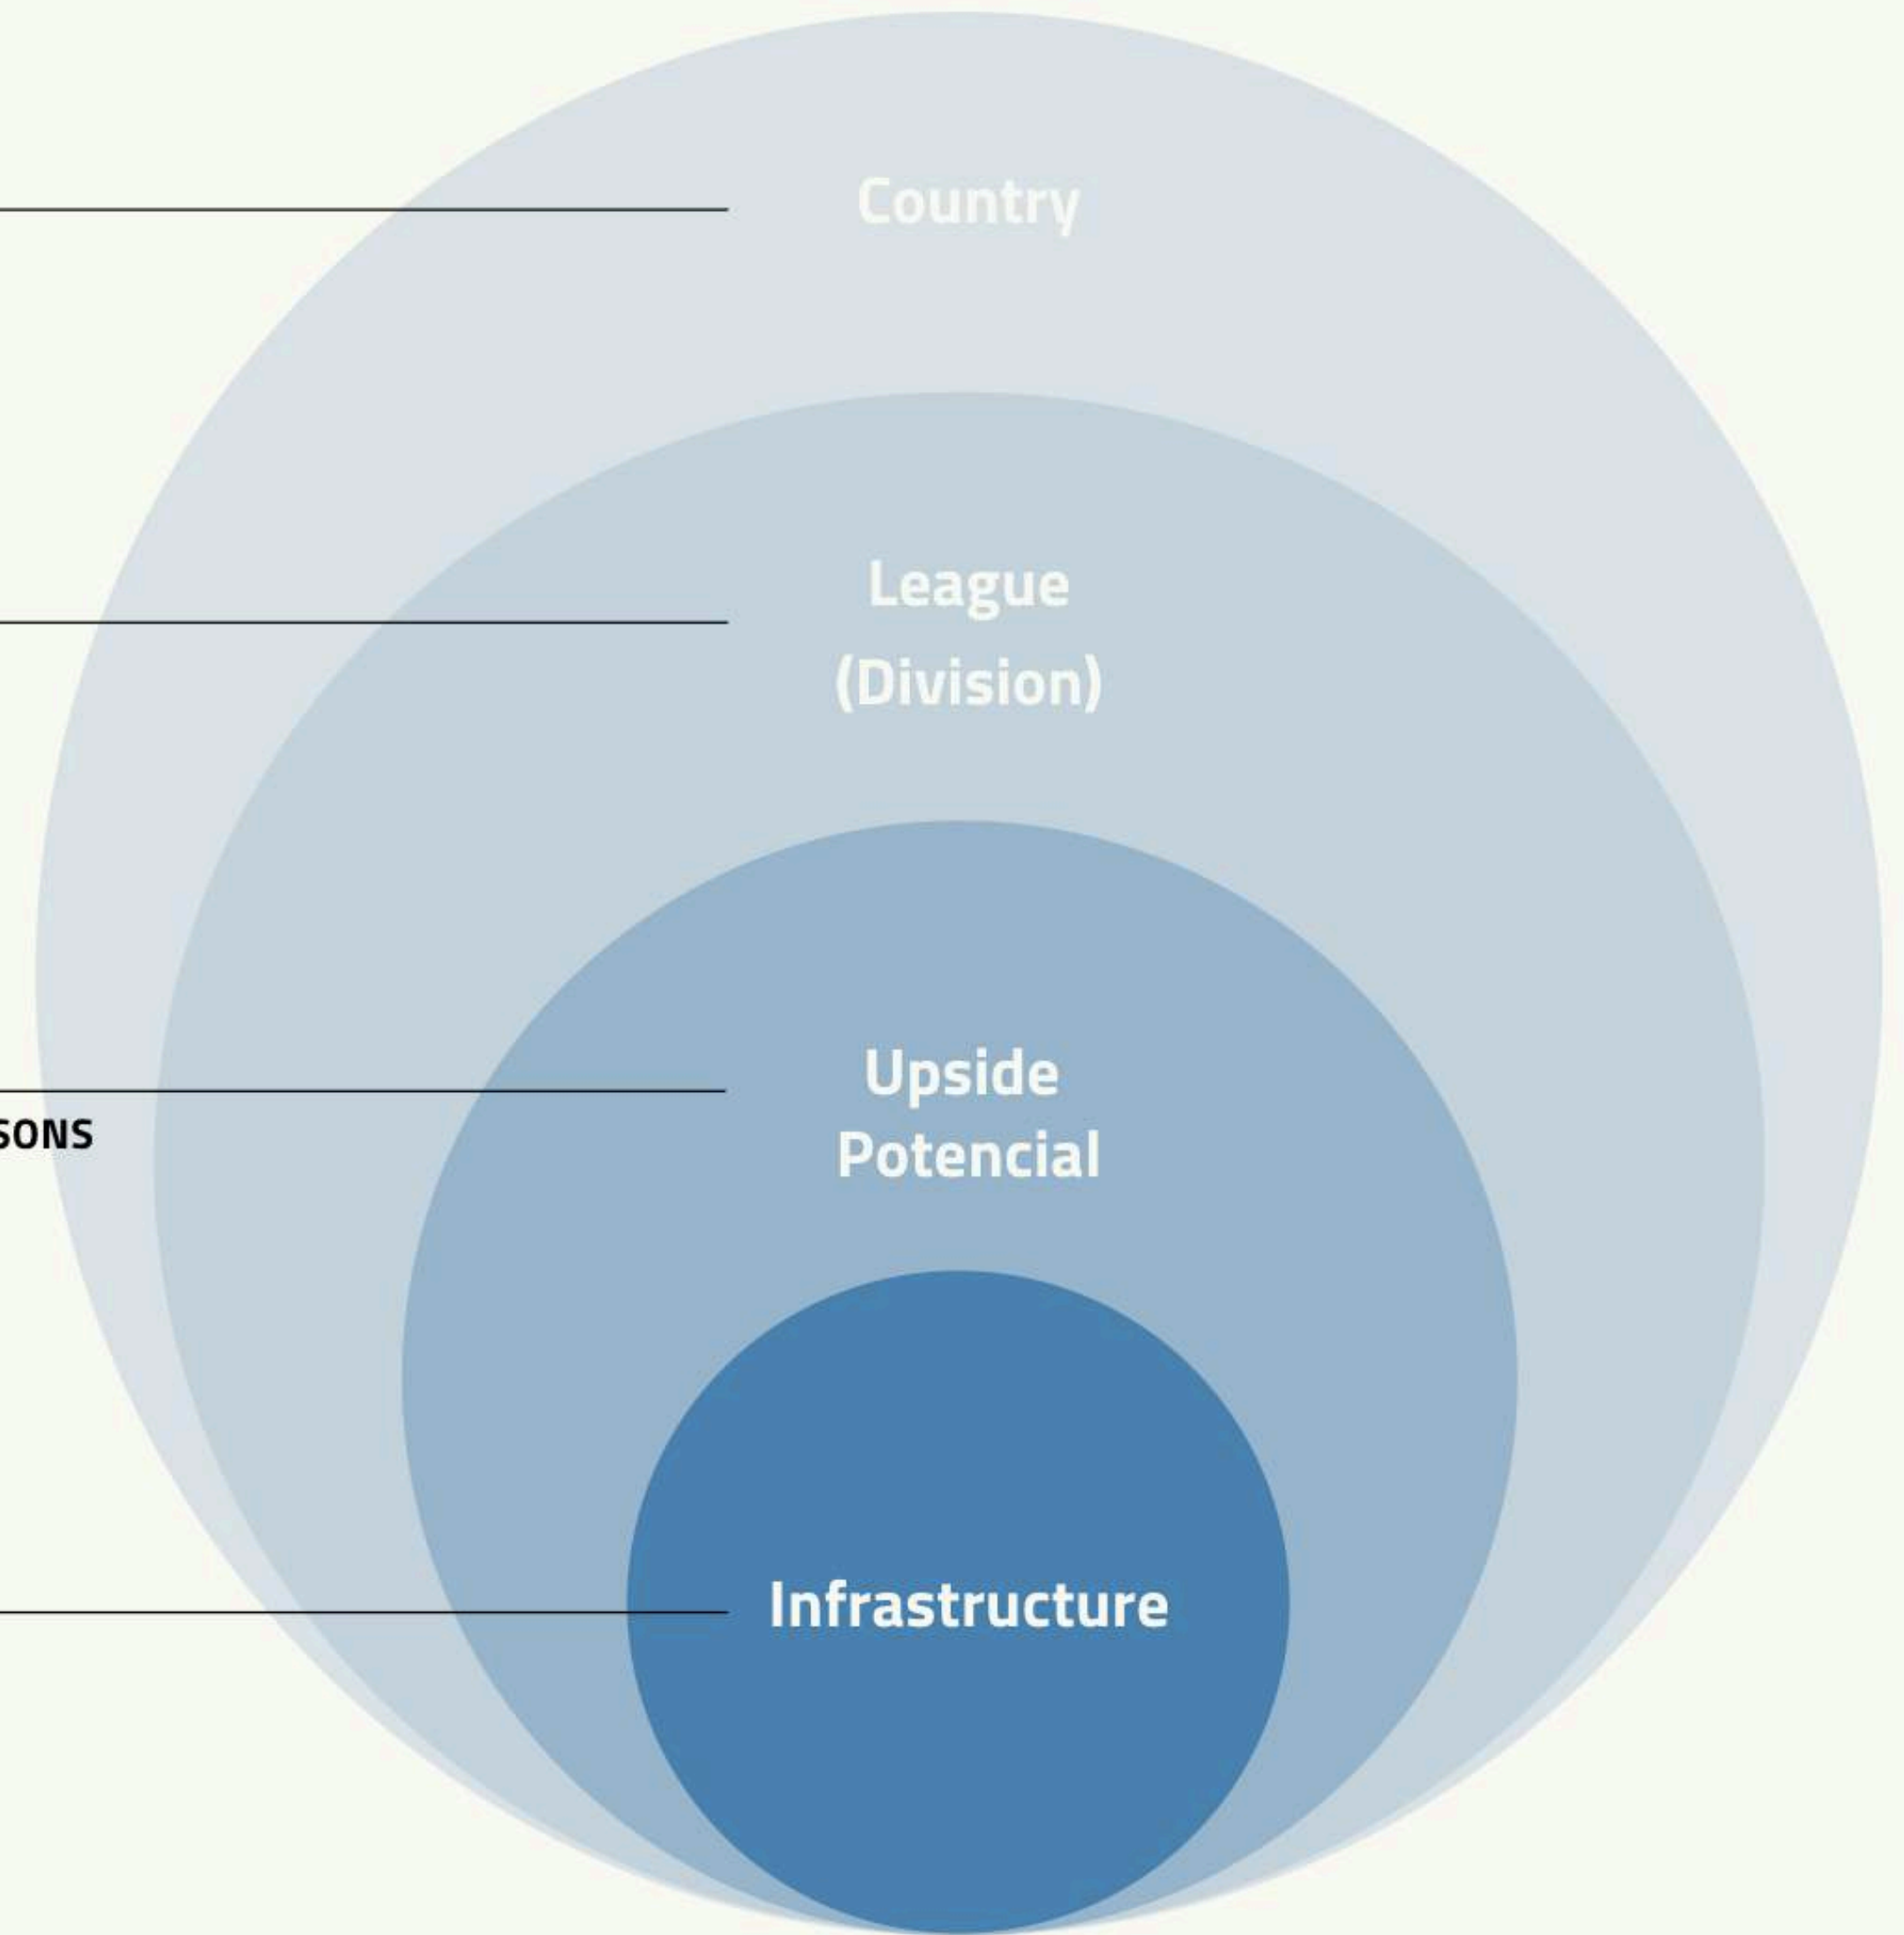 Country
League
(Division)
Upside
SONS
Potencial
Infrastructure